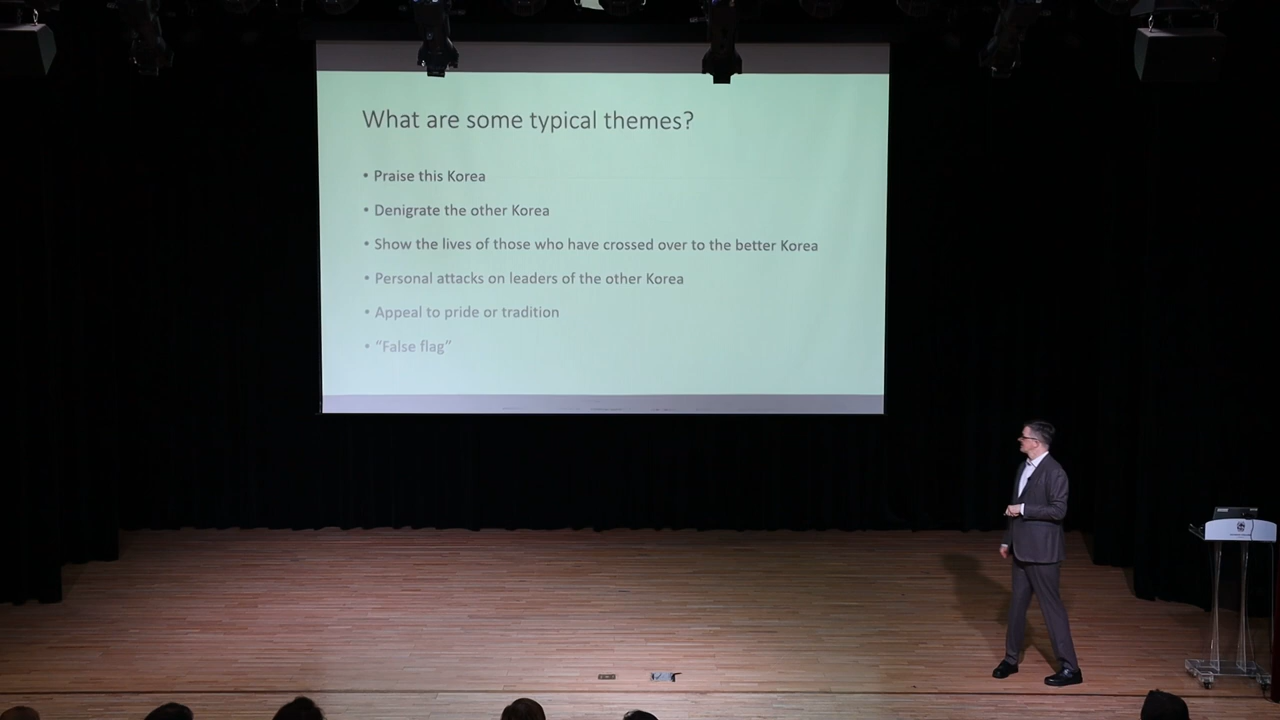 What are some typical themes?
• Praise this Korea
• Denigrate the other Korea
• Show the lives of those who have crossed over to the better Korea
• Personal attacks on leaders of the other Korea
• Appeal to pride or tradition
• “False flag”